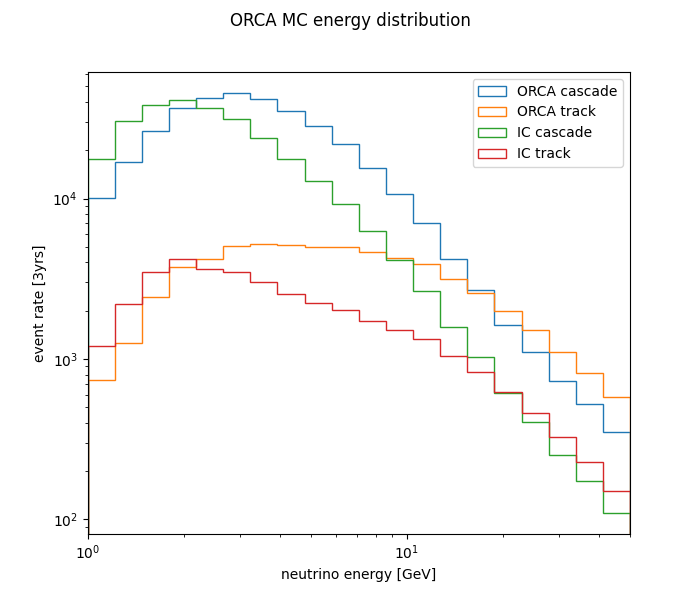 ORCA MC energy distribution
ORCA cascade
ORCA track
IC cascade
IC track
event rate [3yrs]
10⁴
10³
10²
10⁰
10¹
neutrino energy [GeV]